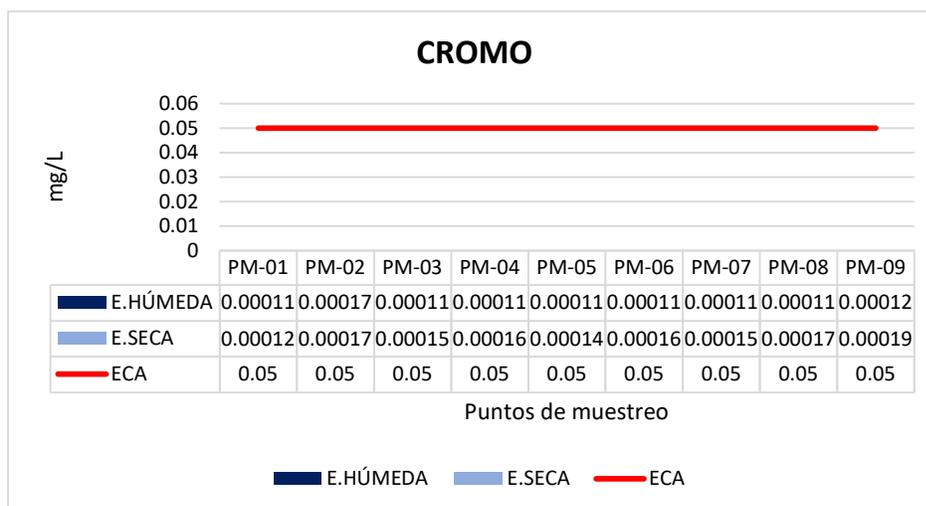 CROMO
mg/L
0.06
0.05
0.04
0.03
0.02
0.01
0
PM-01 PM-02 PM-03 PM-04 PM-05 PM-06 PM-07 PM-08 PM-09
E.HÚMEDA 0.00011 0.00017 0.00011 0.00011 0.00011 0.00011 0.00011 0.00011 0.00012
E.SECA 0.00012 0.00017 0.00015 0.00016 0.00014 0.00016 0.00015 0.00017 0.00019
ECA 0.05 0.05 0.05 0.05 0.05 0.05 0.05 0.05 0.05
Puntos de muestreo
E.HÚMEDA E.SECA ECA